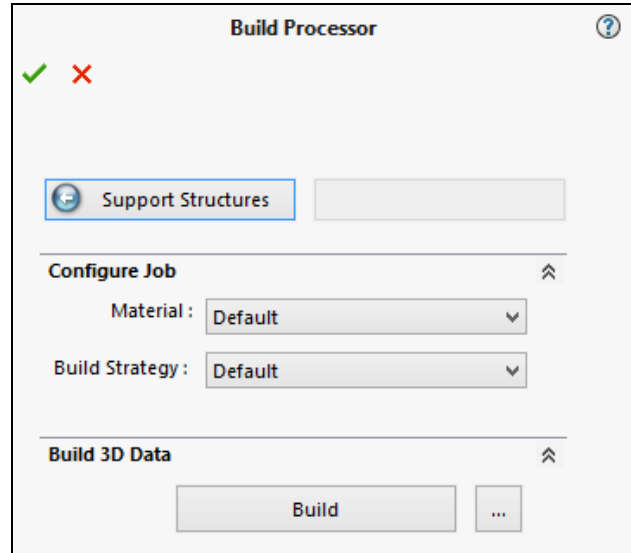 Build Processor
Support Structures
Configure Job
Material :
Default
Build Strategy :
Default
Build 3D Data
Build
...